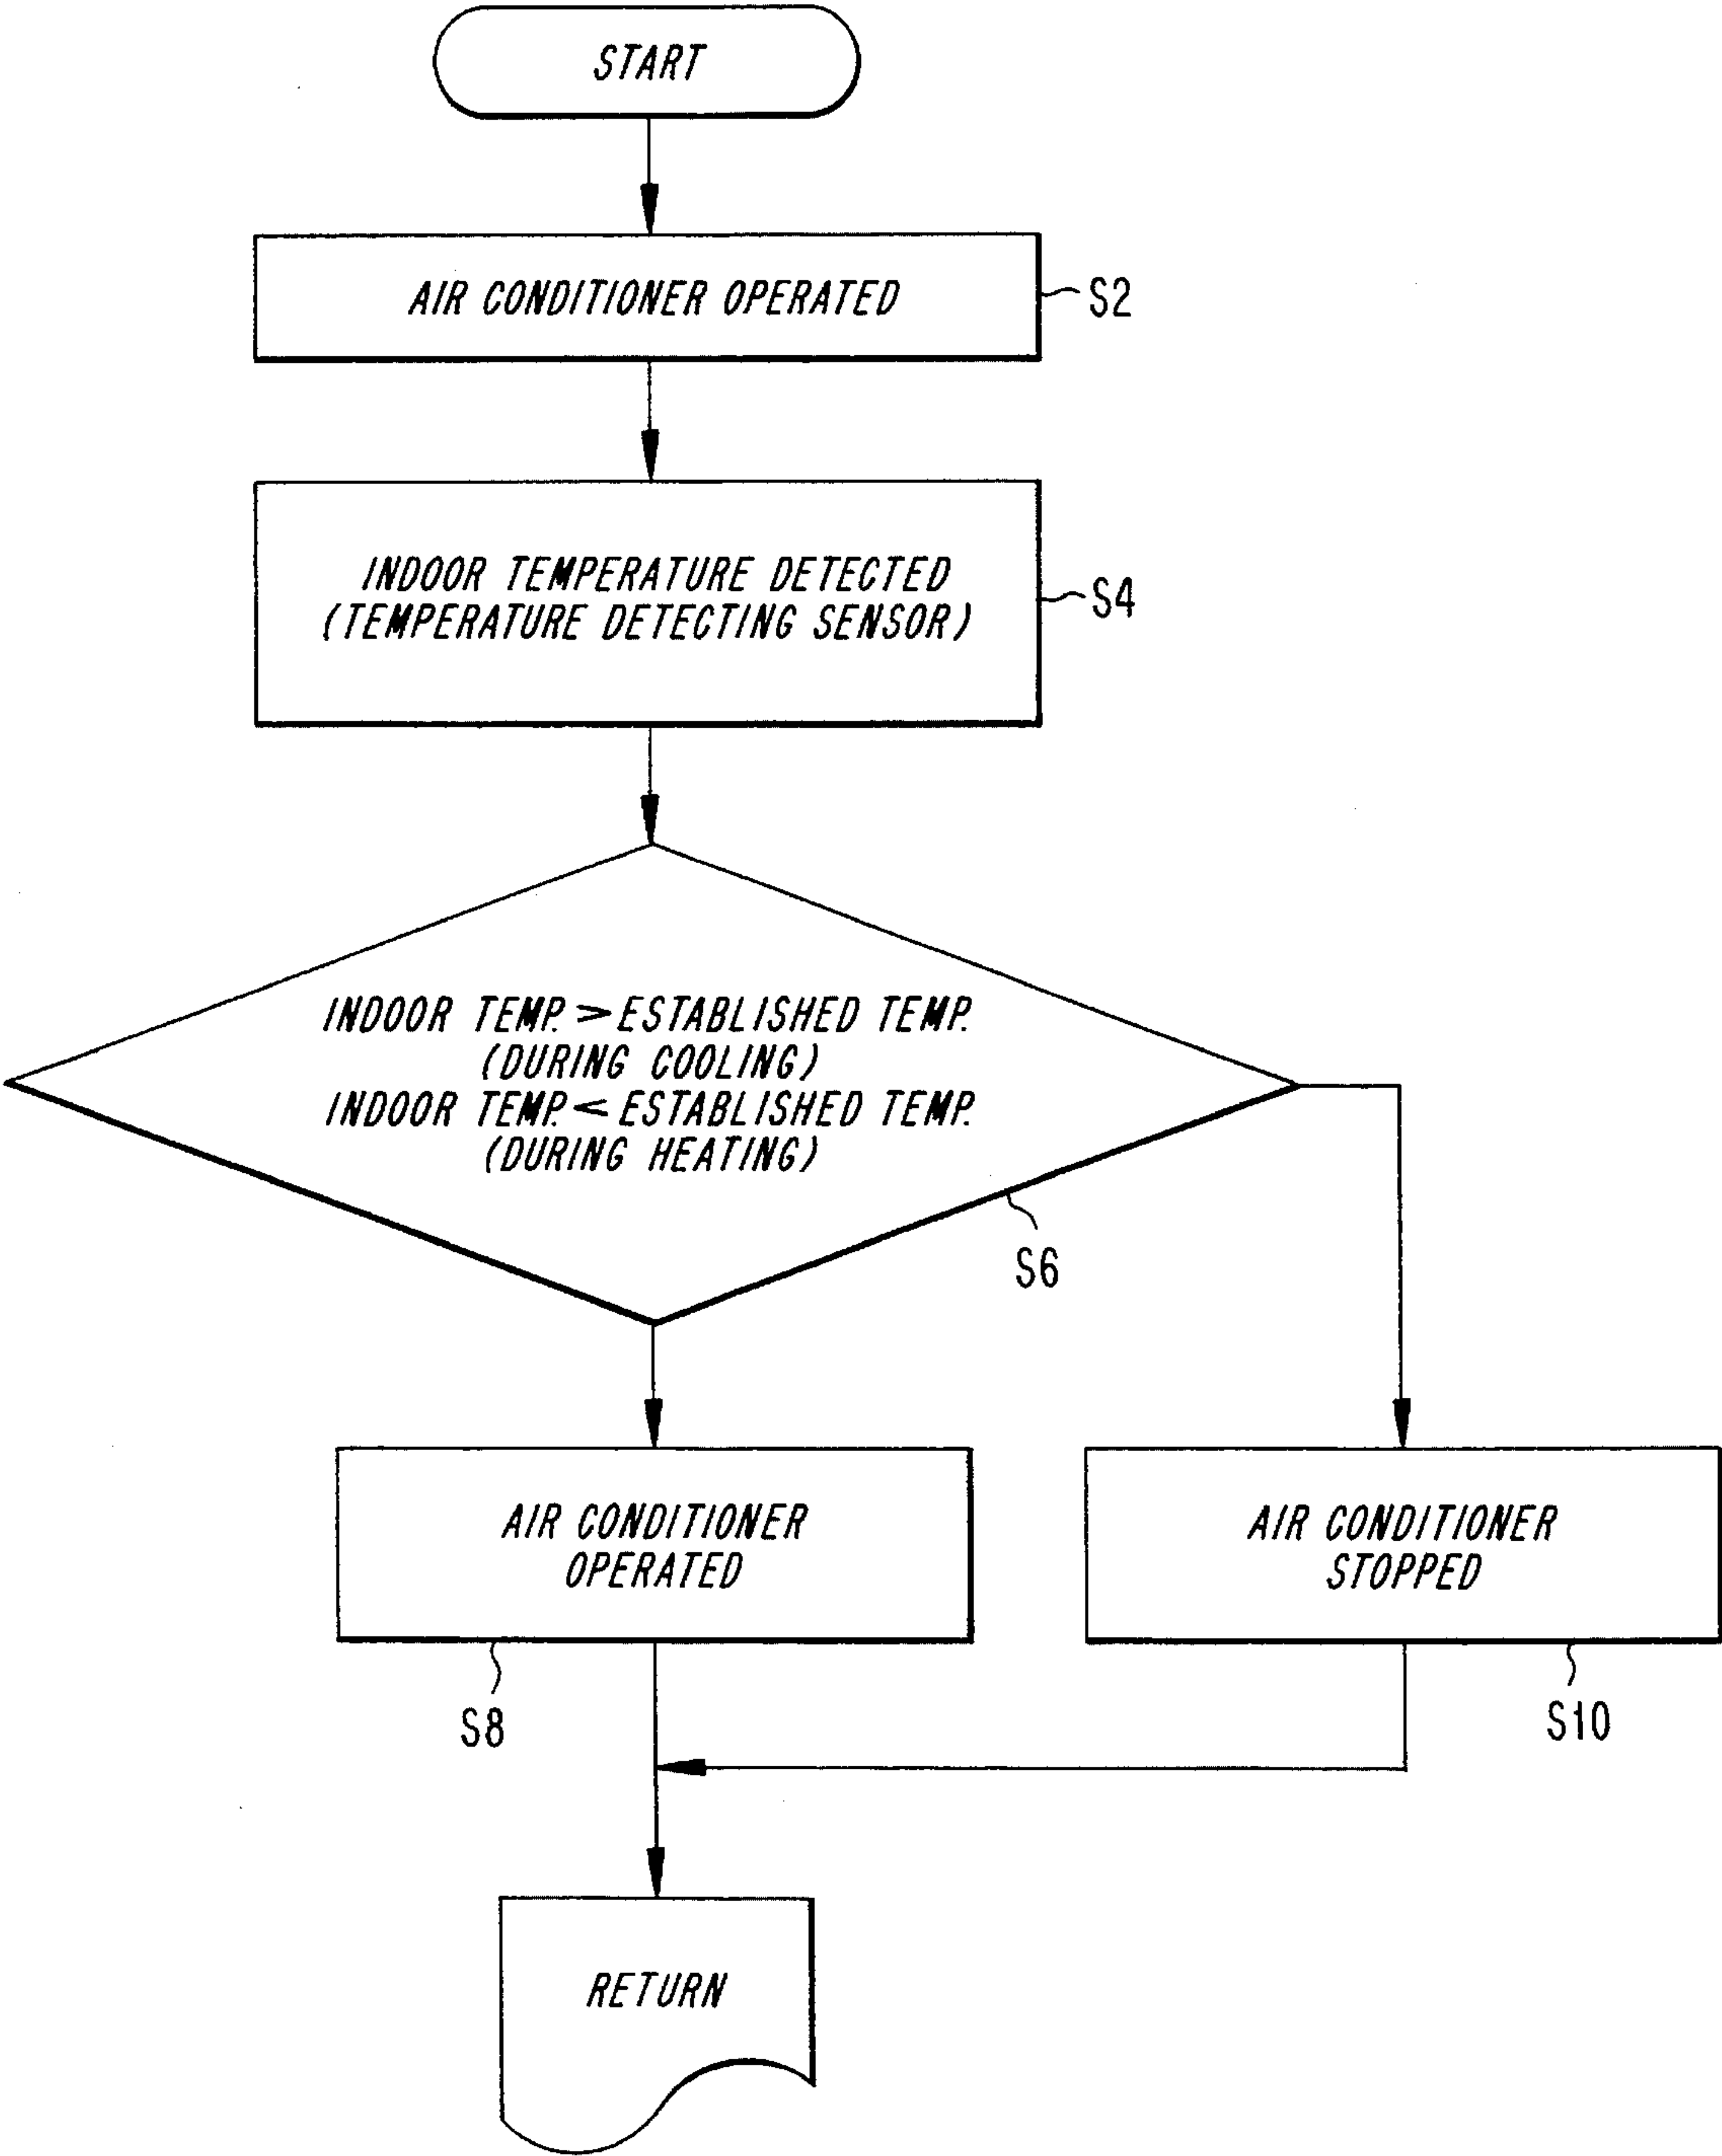 START
AIR CONDITIONER OPERATED
S2
INDOOR TEMPERATURE DETECTED
(TEMPERATURE DETECTING SENSOR)
S4
INDOOR TEMP. > ESTABLISHED TEMP.
(DURING COOLING)
INDOOR TEMP. < ESTABLISHED TEMP.
(DURING HEATING)
S6
AIR CONDITIONER
OPERATED
S8
AIR CONDITIONER
STOPPED
S10
RETURN